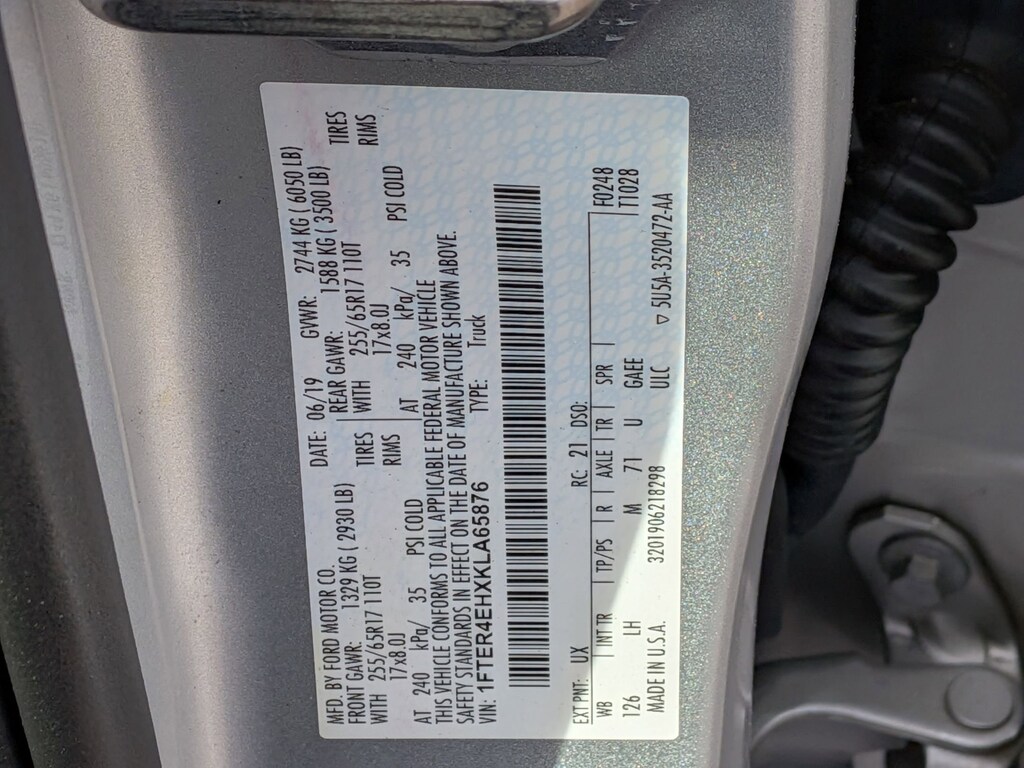 MFD. BY FORD MOTOR CO. DATE: 06/19 GVWR: 2744 KG ( 6050 LB)
FRONT GAWR: 1329 KG ( 2930 LB) REAR GAWR: 1588 KG ( 3500 LB)
WITH 255/65R17 110T TIRES WITH 255/65R17 110T TIRES
17x8.0J RIMS 17x8.0J RIMS
AT 240 kPa/ 35 PSI COLD AT 240 kPa/ 35 PSI COLD
THIS VEHICLE CONFORMS TO ALL APPLICABLE FEDERAL MOTOR VEHICLE
SAFETY STANDARDS IN EFFECT ON THE DATE OF MANUFACTURE SHOWN ABOVE.
VIN: 1FTER4EHXKLA65876 TYPE: Truck
EXT PNT: UX RC: 21 DSO: F0248
WB INT TR TP/PS R AXLE TR SPR T1028
126 LH M 71 U GAEE
MADE IN U.S.A. 3201906218298 ULC ▽ 5U5A-3520472-AA